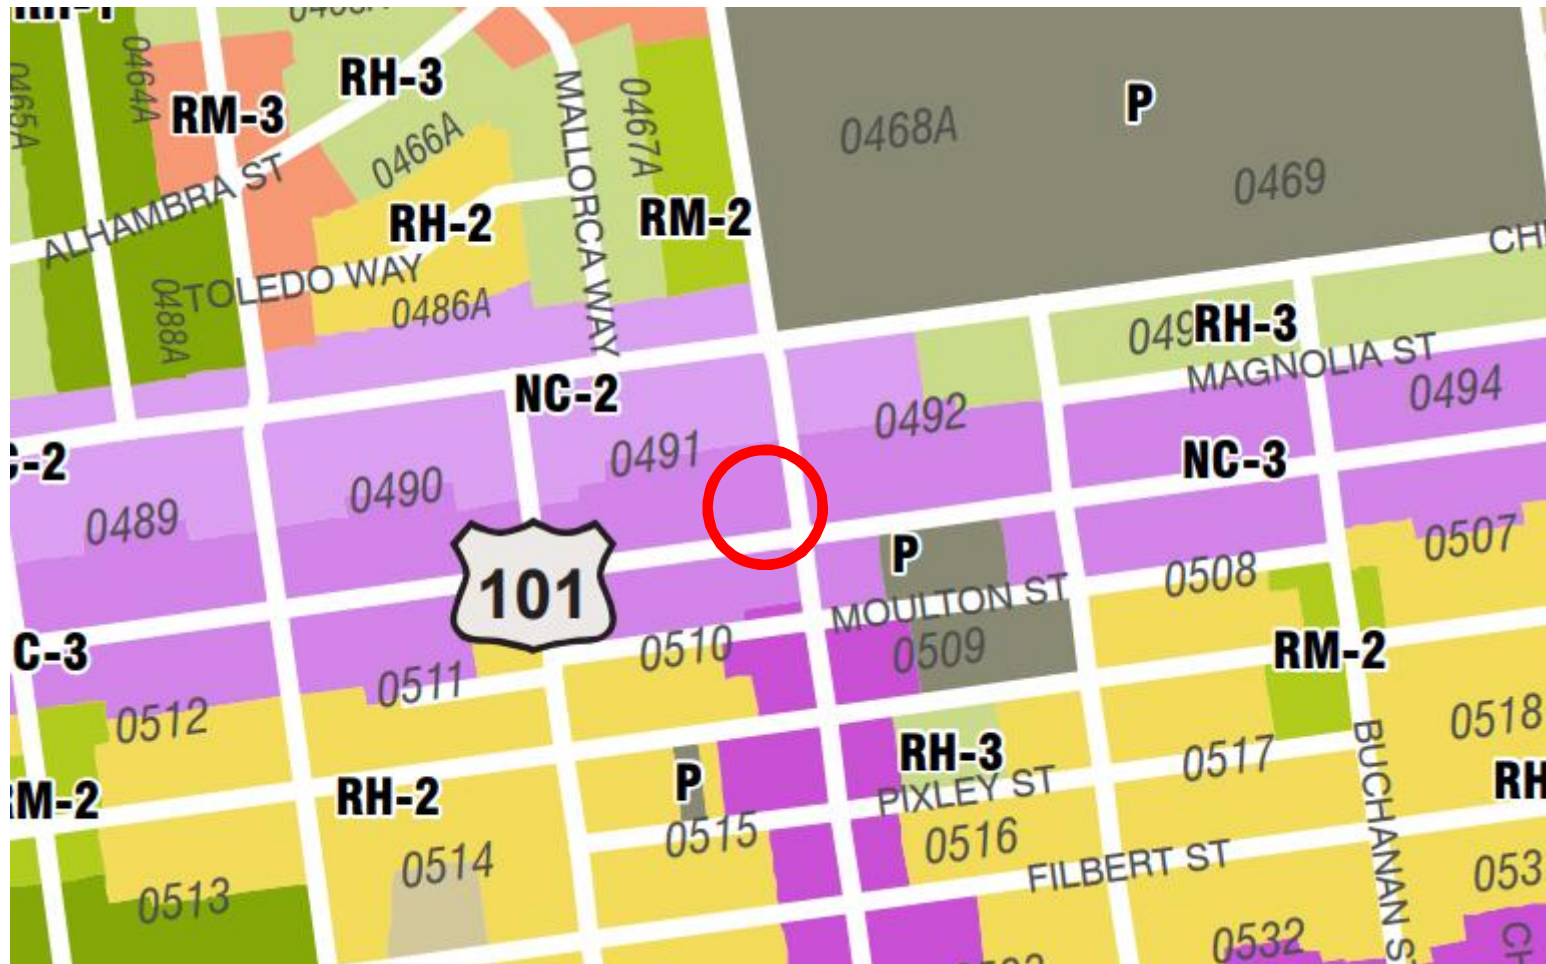 RH-3
0467A
0464A
0465A
RM-3
P
0468A
0466A
MALLORCA WAY
0469
ALHAMBRA ST
RH-2
RM-2
TOLEDO WAY
0486A
0488A
RH-3
MAGNOLIA ST
NC-2
0492
0494
0491
NC-3
0490
0489
101
P
0507
0508
MOULTON ST
0510
0509
RM-2
0511
0512
0518
RH-3
0517
BUCHANAN ST
P
RH-2
PIXLEY ST
0515
0516
0514
FILBERT ST
0513
0532